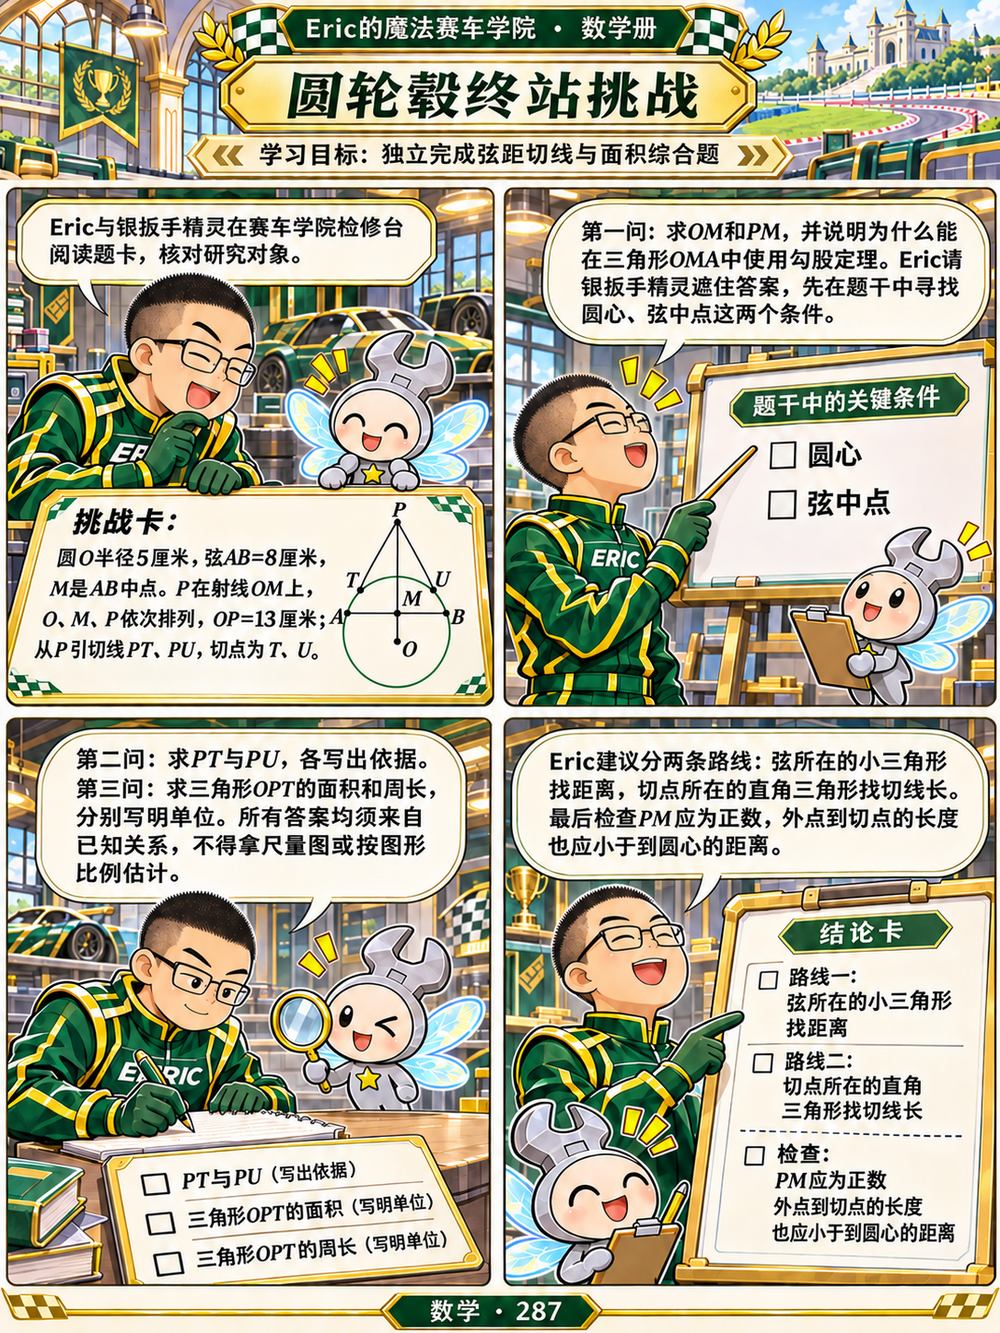 Eric的魔法赛车学院 · 数学册
圆轮毂终站挑战
学习目标：独立完成弦距切线与面积综合题
Eric与银扳手精灵在赛车学院检修台
阅读题卡，核对研究对象。
挑战卡：
圆O半径5厘米，弦AB=8厘米，
M是AB中点。P在射线OM上，
O、M、P依次排列，OP=13厘米；
从P引切线PT、PU，切点为T、U。
P
T
U
M
A
B
O
第一问：求OM和PM，并说明为什么能
在三角形OMA中使用勾股定理。Eric请
银扳手精灵遮住答案，先在题干中寻找
圆心、弦中点这两个条件。
题干中的关键条件
圆心
弦中点
ERIC
第二问：求PT与PU，各写出依据。
第三问：求三角形OPT的面积和周长，
分别写明单位。所有答案均须来自
已知关系，不得拿尺量图或按图形
比例估计。
PT与PU（写出依据）
三角形OPT的面积（写明单位）
三角形OPT的周长（写明单位）
Eric建议分两条路线：弦所在的小三角形
找距离，切点所在的直角三角形找切线长。
最后检查PM应为正数，外点到切点的长度
也应小于到圆心的距离。
结论卡
路线一：
弦所在的小三角形
找距离
路线二：
切点所在的直角
三角形找切线长
检查：
PM应为正数
外点到切点的长度
也应小于到圆心的距离
数学 · 287